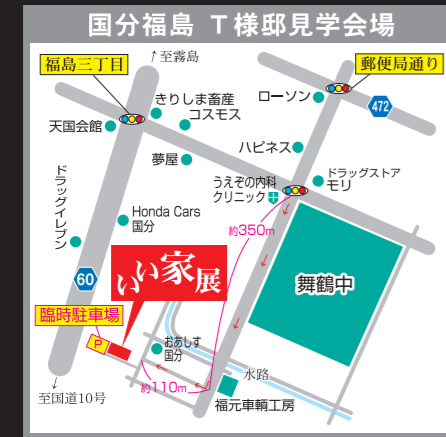 国分福島 T様邸見学会場
↑至霧島
福島三丁目
郵便局通り
きりしま畜産
コスモス
ローソン
472
天国会館
夢屋
ハピネス
うえぞの内科
クリニック
ドラッグストア
モリ
ドラッグイレブン
Honda Cars
国分
約350m
舞鶴中
いい家展
60
臨時駐車場
P
おあしす
国分
水路
約110m
福元車輌工房
↓
至国道10号